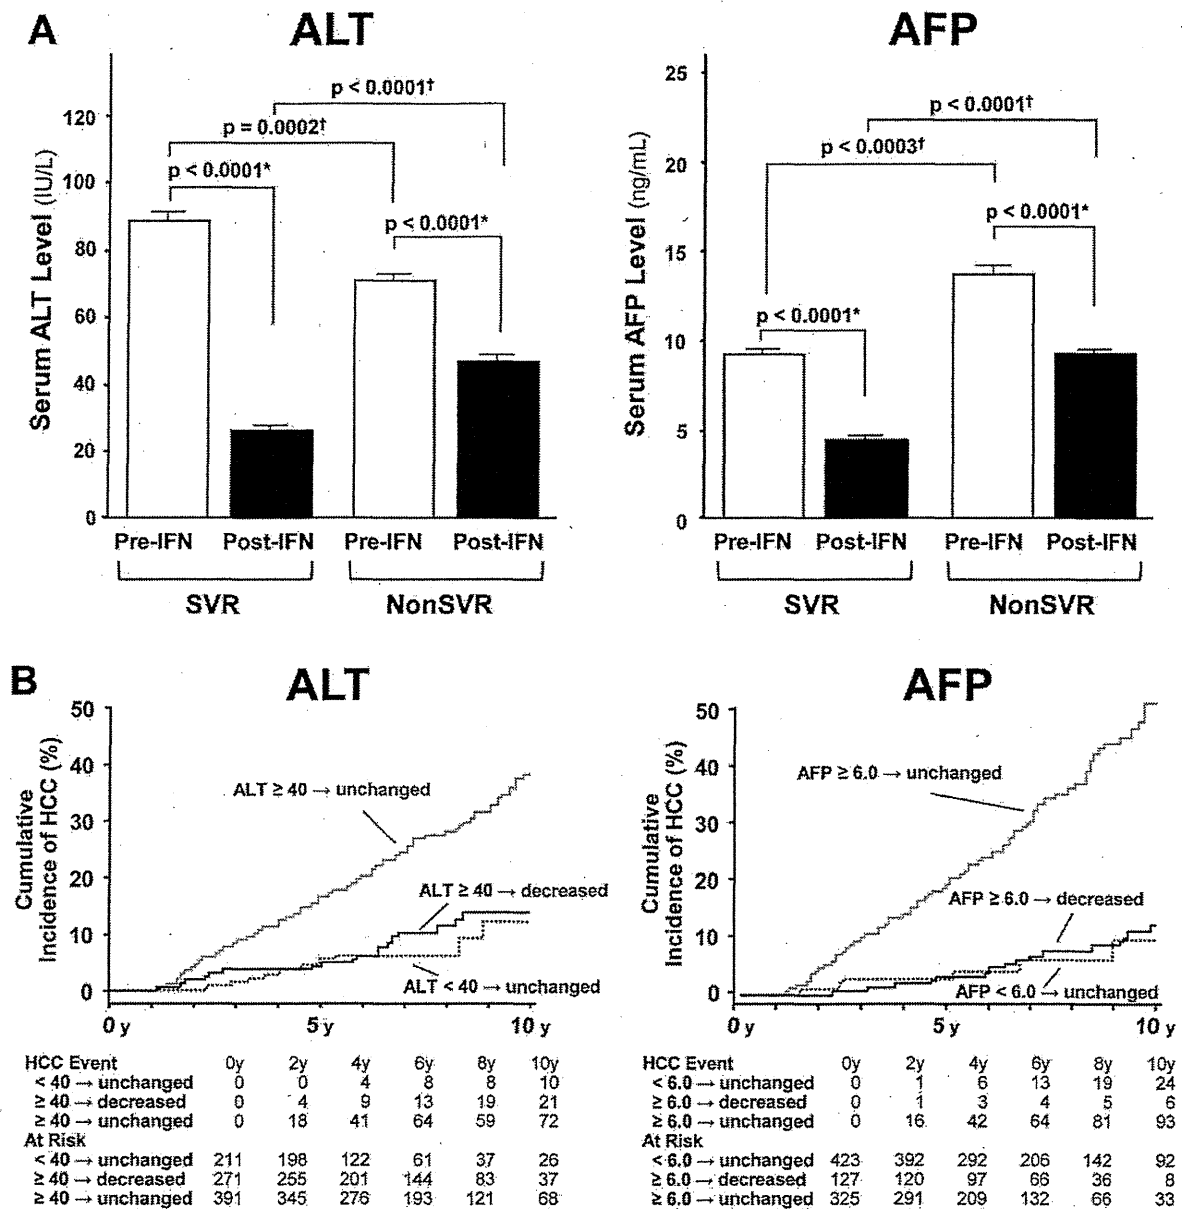 A
ALT
Serum ALT Level (IU/L)
120
100
80
60
40
20
0
p < 0.0001†
p = 0.0002†
p < 0.0001*
p < 0.0001*
Pre-IFN Post-IFN Pre-IFN Post-IFN
SVR NonSVR
AFP
Serum AFP Level (ng/mL)
25
20
15
10
5
0
p < 0.0001†
p < 0.0003†
p < 0.0001*
p < 0.0001*
Pre-IFN Post-IFN Pre-IFN Post-IFN
SVR NonSVR
B
ALT
Cumulative
Incidence of HCC (%)
50
40
30
20
10
0
ALT ≥ 40 → unchanged
ALT ≥ 40 → decreased
ALT < 40 → unchanged
0 y 5 y 10 y
HCC Event 0y 2y 4y 6y 8y 10y
< 40 → unchanged 0 0 4 8 8 10
≥ 40 → decreased 0 4 9 13 19 21
≥ 40 → unchanged 0 18 41 64 59 72
At Risk
< 40 → unchanged 211 198 122 61 37 26
≥ 40 → decreased 271 255 201 144 83 37
≥ 40 → unchanged 391 345 276 193 121 68
AFP
Cumulative
Incidence of HCC (%)
50
40
30
20
10
0
AFP ≥ 6.0 → unchanged
AFP ≥ 6.0 → decreased
AFP < 6.0 → unchanged
0 y 5 y 10 y
HCC Event 0y 2y 4y 6y 8y 10y
< 6.0 → unchanged 0 1 6 13 19 24
≥ 6.0 → decreased 0 1 3 4 5 6
≥ 6.0 → unchanged 0 16 42 64 81 93
At Risk
< 6.0 → unchanged 423 392 292 206 142 92
≥ 6.0 → decreased 127 120 97 66 36 8
≥ 6.0 → unchanged 325 291 209 132 66 33